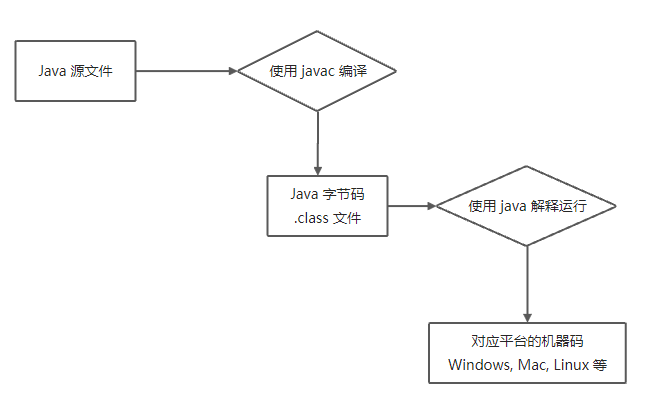 Java 源文件
使用 javac 编译
Java 字节码
.class 文件
使用 java 解释运行
对应平台的机器码
Windows, Mac, Linux 等